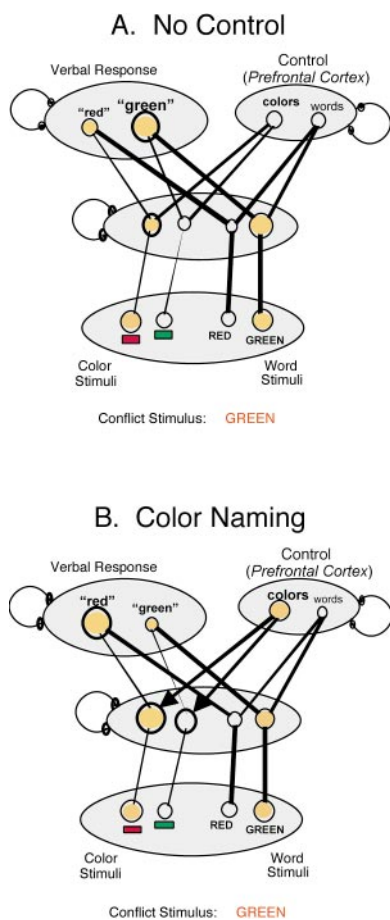 A. No Control
Verbal Response
Control
(Prefrontal Cortex)
"red"
"green"
colors
words
RED
GREEN
Color
Stimuli
Word
Stimuli
Conflict Stimulus: GREEN
B. Color Naming
Verbal Response
Control
(Prefrontal Cortex)
"red"
"green"
colors
words
RED
GREEN
Color
Stimuli
Word
Stimuli
Conflict Stimulus: GREEN